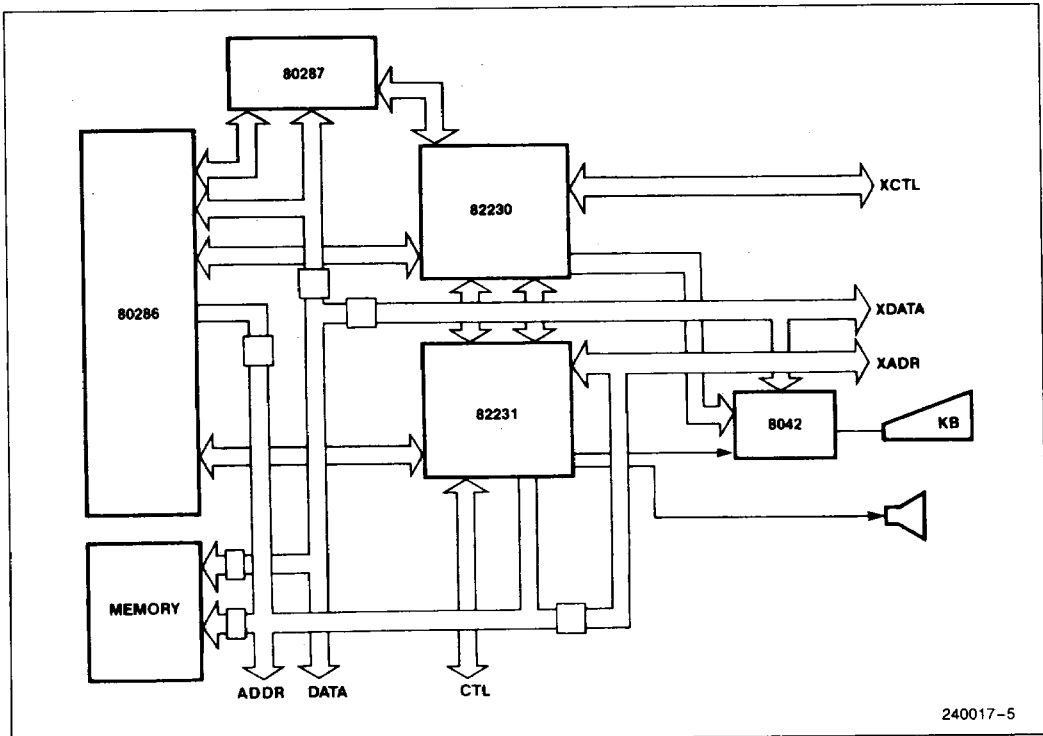 80287
80286
82230
XCTL
XDATA
82231
XADR
8042
KB
MEMORY
ADDR
DATA
CTL
240017-5